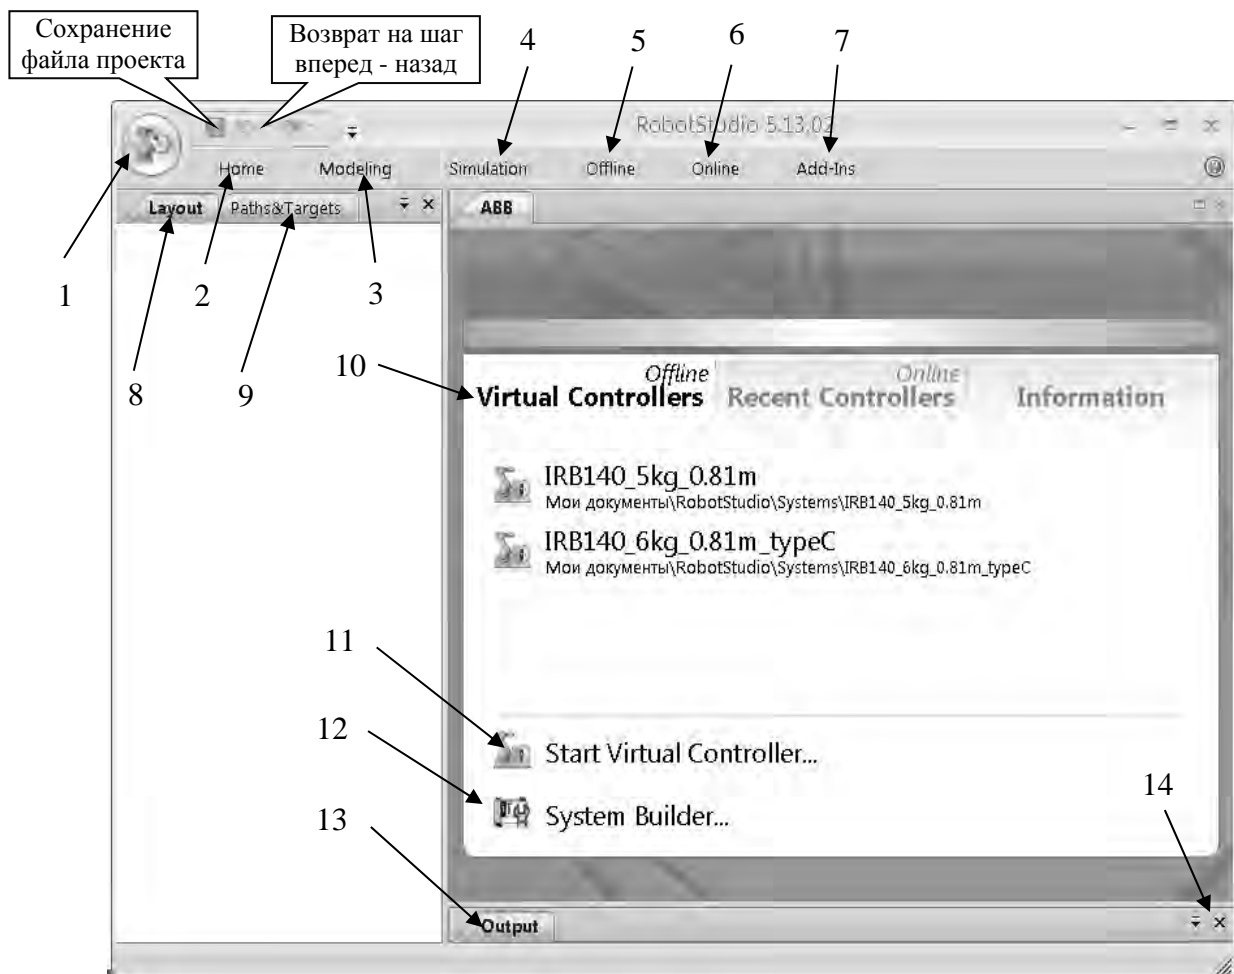 Сохранение
файла проекта
Возврат на шаг
вперед - назад
4
5
6
7
RobotStudio 5.13.02
Home
Modeling
Simulation
Offline
Online
Add-Ins
Layout
Paths&Targets
ABB
1
2
3
8
9
10
Offline
Virtual Controllers
Online
Recent Controllers
Information
IRB140_5kg_0.81m
Мои документы\RobotStudio\Systems\IRB140_5kg_0.81m
IRB140_6kg_0.81m_typeC
Мои документы\RobotStudio\Systems\IRB140_6kg_0.81m_typeC
11
Start Virtual Controller...
12
System Builder...
13
14
Output